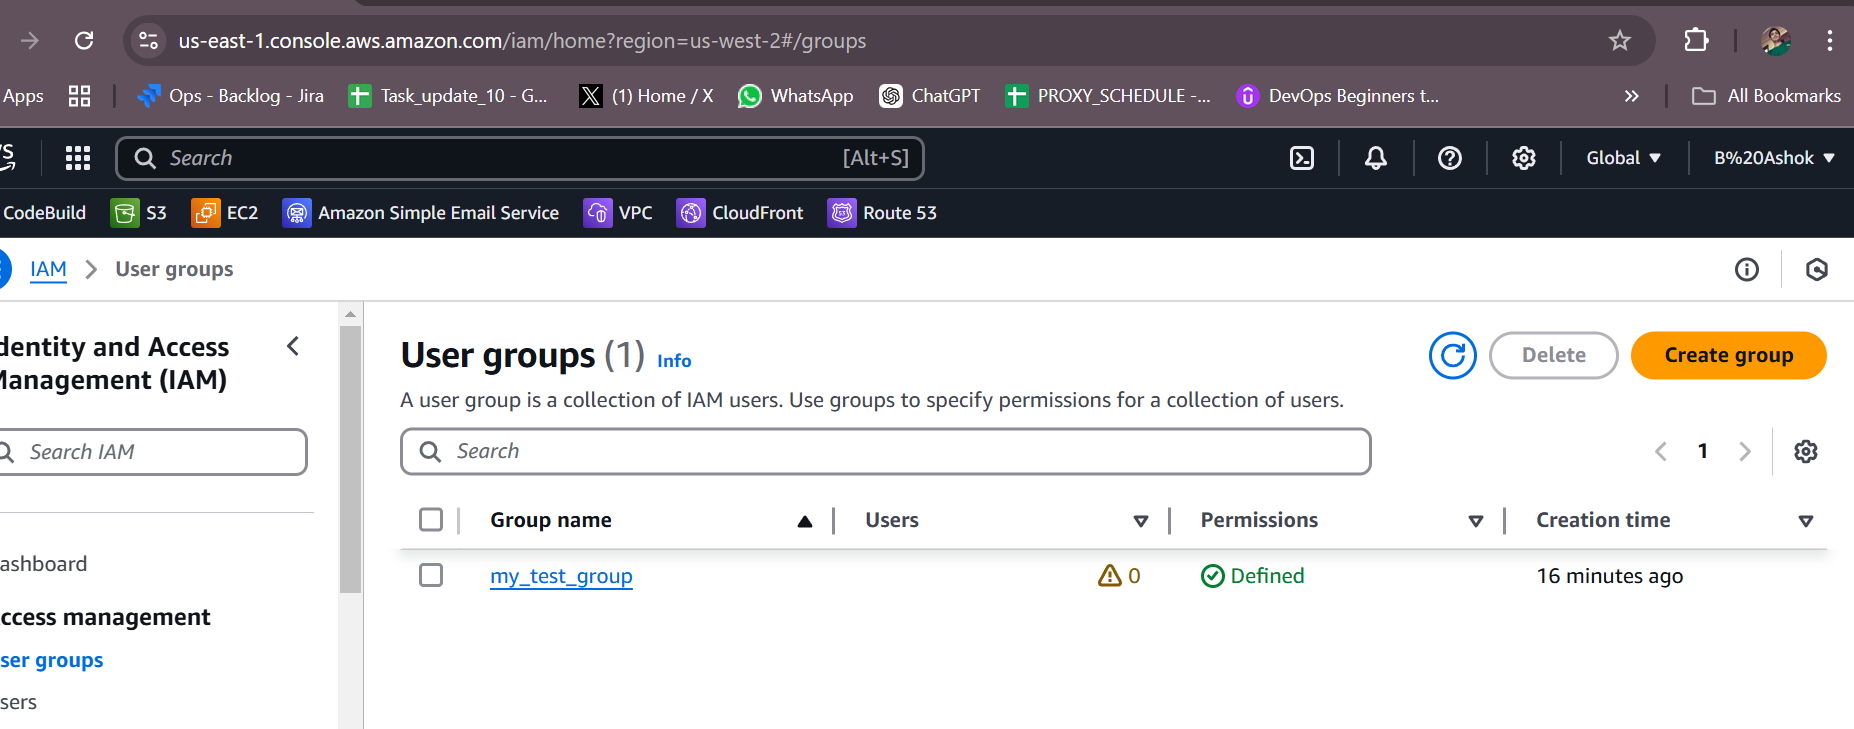 us-east-1.console.aws.amazon.com/iam/home?region=us-west-2#/groups
Apps Ops - Backlog - Jira Task_update_10 - G... (1) Home / X WhatsApp ChatGPT PROXY_SCHEDULE -... DevOps Beginners t... » All Bookmarks
Search [Alt+S] Global B%20Ashok
CodeBuild S3 EC2 Amazon Simple Email Service VPC CloudFront Route 53
IAM User groups
dentity and Access
Management (IAM)
Search IAM
ashboard
ccess management
ser groups
sers
User groups (1) Info
Delete Create group
A user group is a collection of IAM users. Use groups to specify permissions for a collection of users.
Search
1
Group name Users Permissions Creation time
my_test_group 0 Defined 16 minutes ago